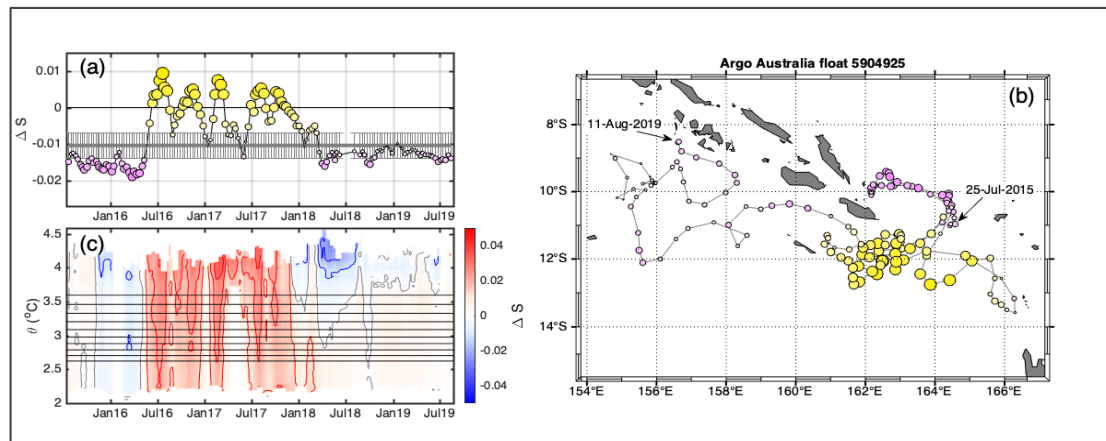 (a)
0.01
0
-0.01
-0.02
Δ S
Jan16 Jul16 Jan17 Jul17 Jan18 Jul18 Jan19 Jul19
(c)
4.5
4
3.5
3
2.5
2
θ (°C)
Jan16 Jul16 Jan17 Jul17 Jan18 Jul18 Jan19 Jul19
0.04
0.02
0
-0.02
-0.04
Δ S
Argo Australia float 5904925
(b)
8°S
10°S
12°S
14°S
11-Aug-2019
25-Jul-2015
154°E 156°E 158°E 160°E 162°E 164°E 166°E